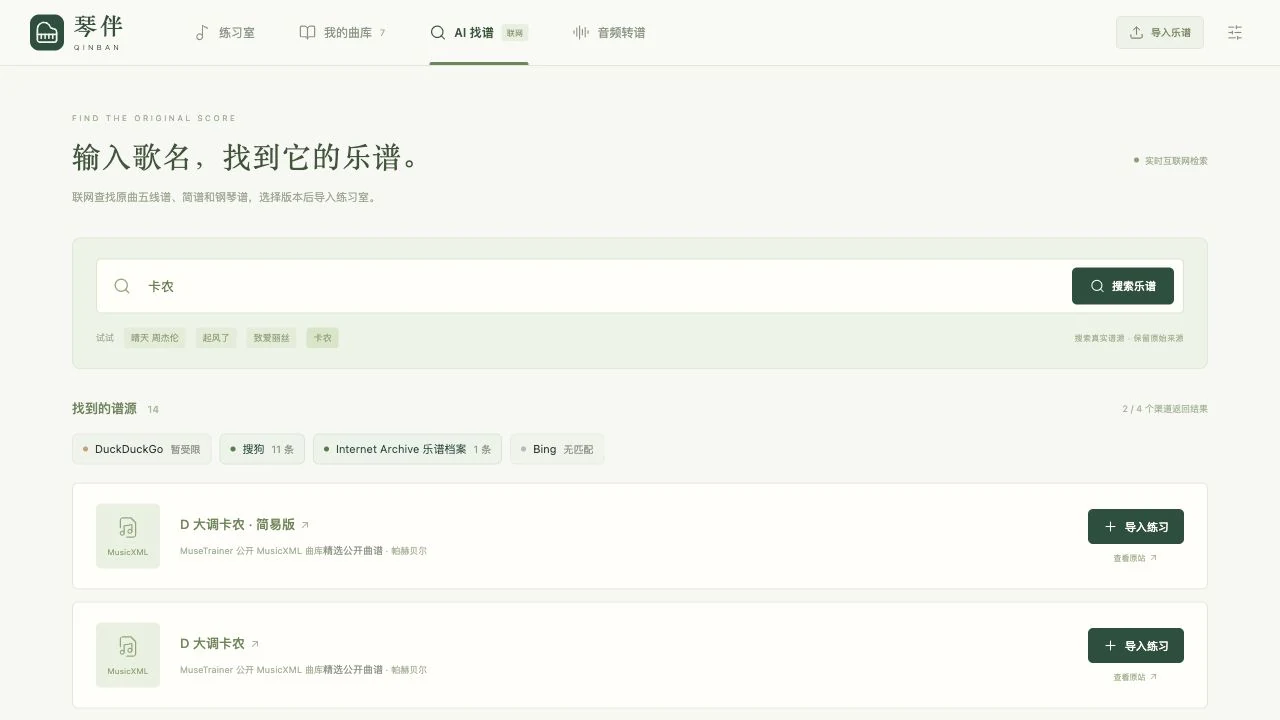 琴伴
QINBAN
练习室
我的曲库 7
AI 找谱 联网
音频转谱
导入乐谱
FIND THE ORIGINAL SCORE
输入歌名，找到它的乐谱。
实时互联网检索
联网查找原曲五线谱、简谱和钢琴谱，选择版本后导入练习室。
卡农
搜索乐谱
试试 晴天 周杰伦 起风了 致爱丽丝 卡农
搜索真实谱源 · 保留原始来源
找到的谱源 14
2 / 4 个渠道返回结果
DuckDuckGo 暂受限
搜狗 11 条
Internet Archive 乐谱档案 1 条
Bing 无匹配
MusicXML
D 大调卡农 · 简易版 ↗
MuseTrainer 公开 MusicXML 曲库精选公开曲谱 · 帕赫贝尔
导入练习
查看原站 ↗
MusicXML
D 大调卡农 ↗
MuseTrainer 公开 MusicXML 曲库精选公开曲谱 · 帕赫贝尔
导入练习
查看原站 ↗